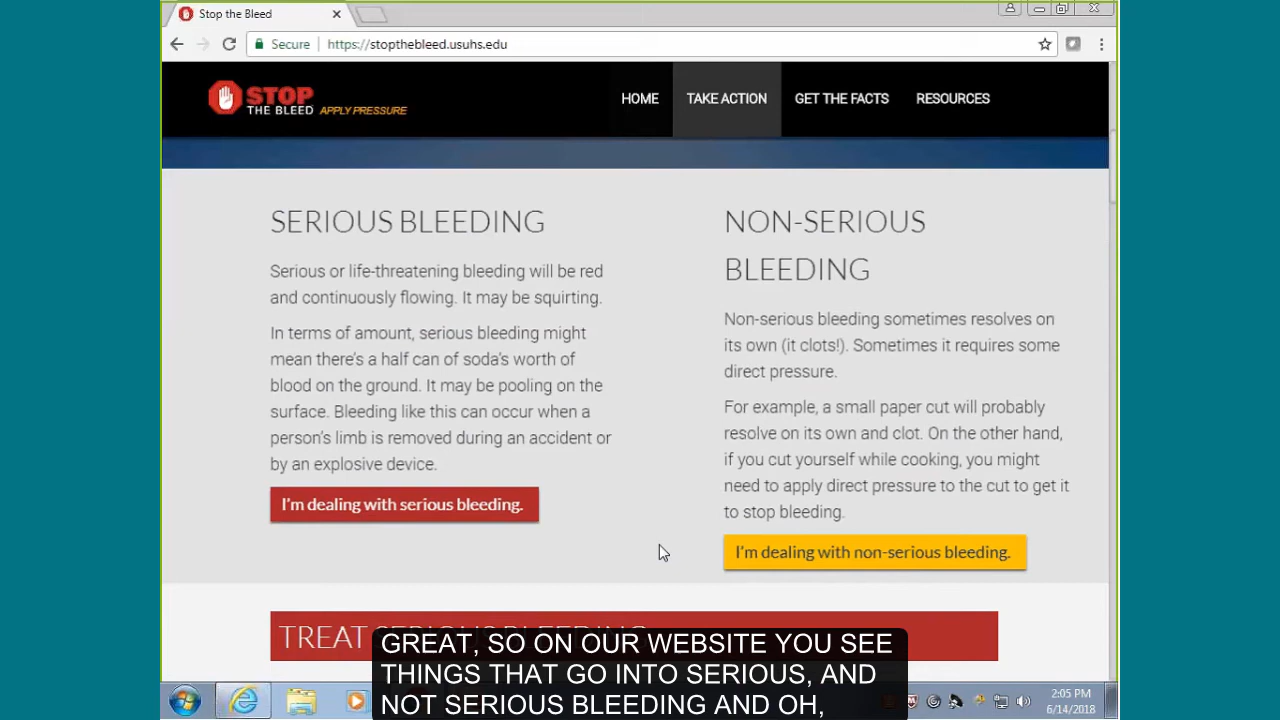 Stop the Bleed
Secure
https://stopthebleed.usuhs.edu
STOP
THE BLEED APPLY PRESSURE
HOME
TAKE ACTION
GET THE FACTS
RESOURCES
SERIOUS BLEEDING
Serious or life-threatening bleeding will be red
and continuously flowing. It may be squirting.
In terms of amount, serious bleeding might
mean there's a half can of soda's worth of
blood on the ground. It may be pooling on the
surface. Bleeding like this can occur when a
person's limb is removed during an accident or
by an explosive device.
I'm dealing with serious bleeding.
NON-SERIOUS
BLEEDING
Non-serious bleeding sometimes resolves on
its own (it clots!). Sometimes it requires some
direct pressure.
For example, a small paper cut will probably
resolve on its own and clot. On the other hand,
if you cut yourself while cooking, you might
need to apply direct pressure to the cut to get it
to stop bleeding.
I'm dealing with non-serious bleeding.
TREAT SERIOUS BLEEDING
GREAT, SO ON OUR WEBSITE YOU SEE
THINGS THAT GO INTO SERIOUS, AND
NOT SERIOUS BLEEDING AND OH,
2:05 PM
6/14/2018